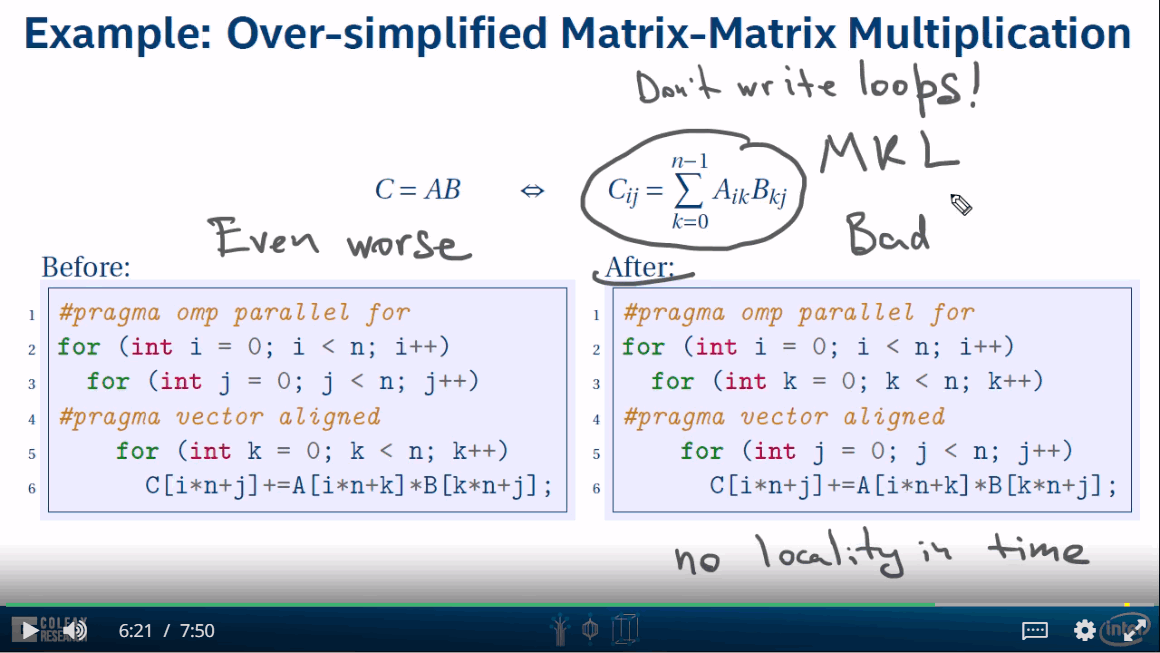 Example: Over-simplified Matrix-Matrix Multiplication
Don't write loops!
MKL
C = AB ⇔ C_{ij} = \sum_{k=0}^{n-1} A_{ik}B_{kj}
Bad
Even worse
Before:
1 #pragma omp parallel for
2 for (int i = 0; i < n; i++)
3   for (int j = 0; j < n; j++)
4 #pragma vector aligned
5     for (int k = 0; k < n; k++)
6       C[i*n+j]+=A[i*n+k]*B[k*n+j];
After:
1 #pragma omp parallel for
2 for (int i = 0; i < n; i++)
3   for (int k = 0; k < n; k++)
4 #pragma vector aligned
5     for (int j = 0; j < n; j++)
6       C[i*n+j]+=A[i*n+k]*B[k*n+j];
no locality in time
COLFAX
RESEARCH
6:21 / 7:50
intel